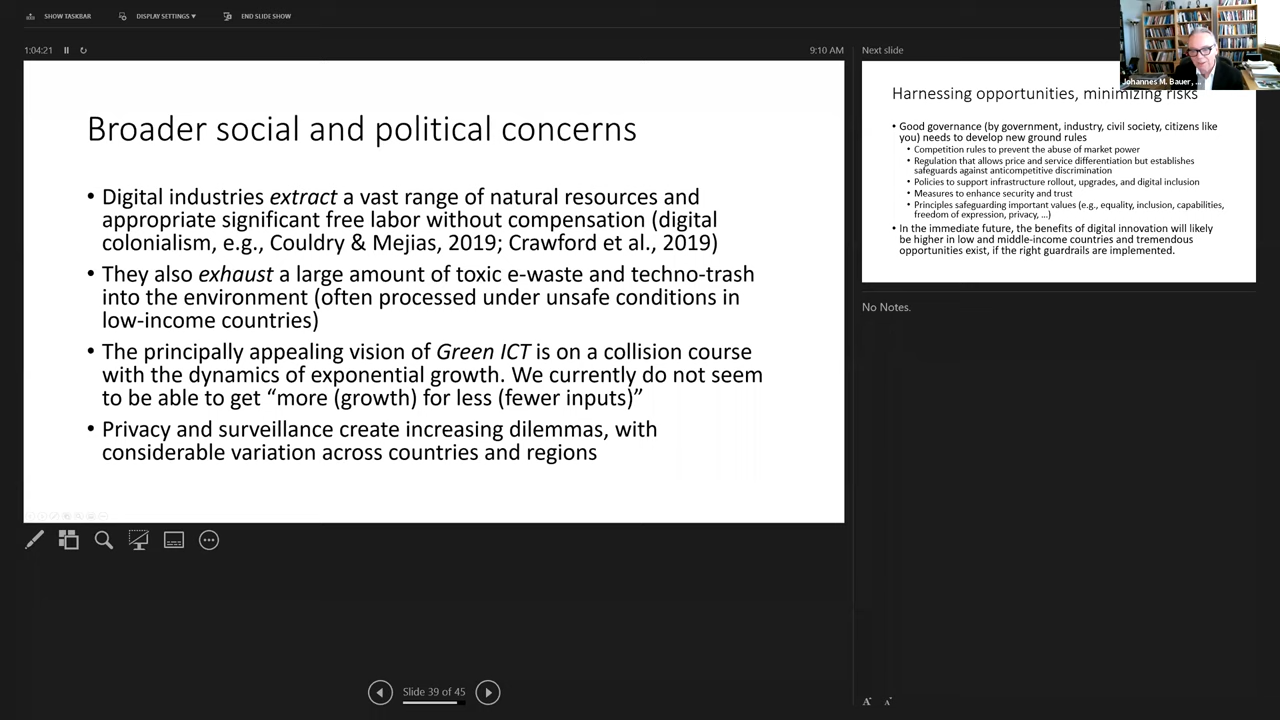 SHOW TASKBAR
DISPLAY SETTINGS ▾
END SLIDE SHOW
1:04:21
9:10 AM
Broader social and political concerns
• Digital industries extract a vast range of natural resources and
appropriate significant free labor without compensation (digital
colonialism, e.g., Couldry & Mejias, 2019; Crawford et al., 2019)
• They also exhaust a large amount of toxic e-waste and techno-trash
into the environment (often processed under unsafe conditions in
low-income countries)
• The principally appealing vision of Green ICT is on a collision course
with the dynamics of exponential growth. We currently do not seem
to be able to get “more (growth) for less (fewer inputs)”
• Privacy and surveillance create increasing dilemmas, with
considerable variation across countries and regions
Slide 39 of 45
Next slide
Johannes M. Bauer, ...
Harnessing opportunities, minimizing risks
• Good governance (by government, industry, civil society, citizens like
you) needs to develop new ground rules
• Competition rules to prevent the abuse of market power
• Regulation that allows price and service differentiation but establishes
safeguards against anticompetitive discrimination
• Policies to support infrastructure rollout, upgrades, and digital inclusion
• Measures to enhance security and trust
• Principles safeguarding important values (e.g., equality, inclusion, capabilities,
freedom of expression, privacy, …)
• In the immediate future, the benefits of digital innovation will likely
be higher in low and middle-income countries and tremendous
opportunities exist, if the right guardrails are implemented.
No Notes.
A A